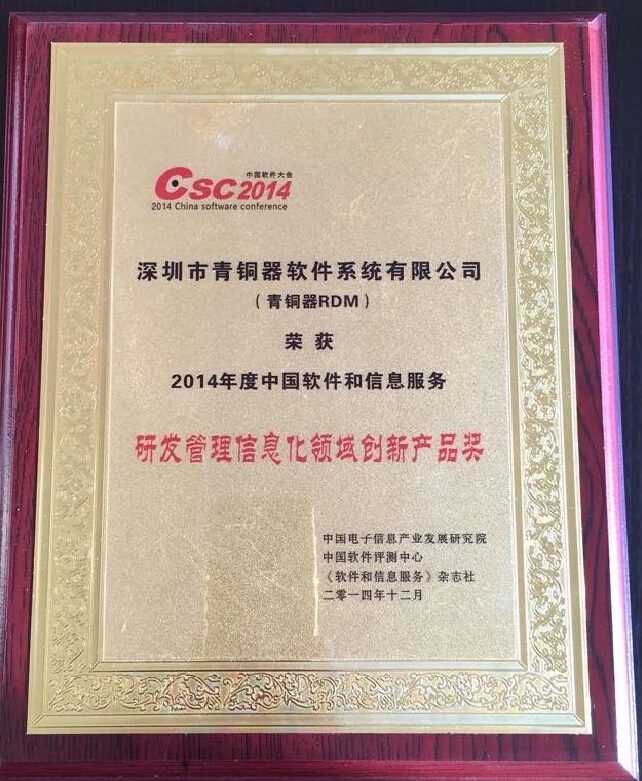 中国软件大会
CSC2014
2014 China software conference
深圳市青铜器软件系统有限公司
（青铜器RDM）
荣 获
2014年度中国软件和信息服务
研发管理信息化领域创新产品奖
中国电子信息产业发展研究院
中国软件评测中心
《软件和信息服务》杂志社
二零一四年十二月